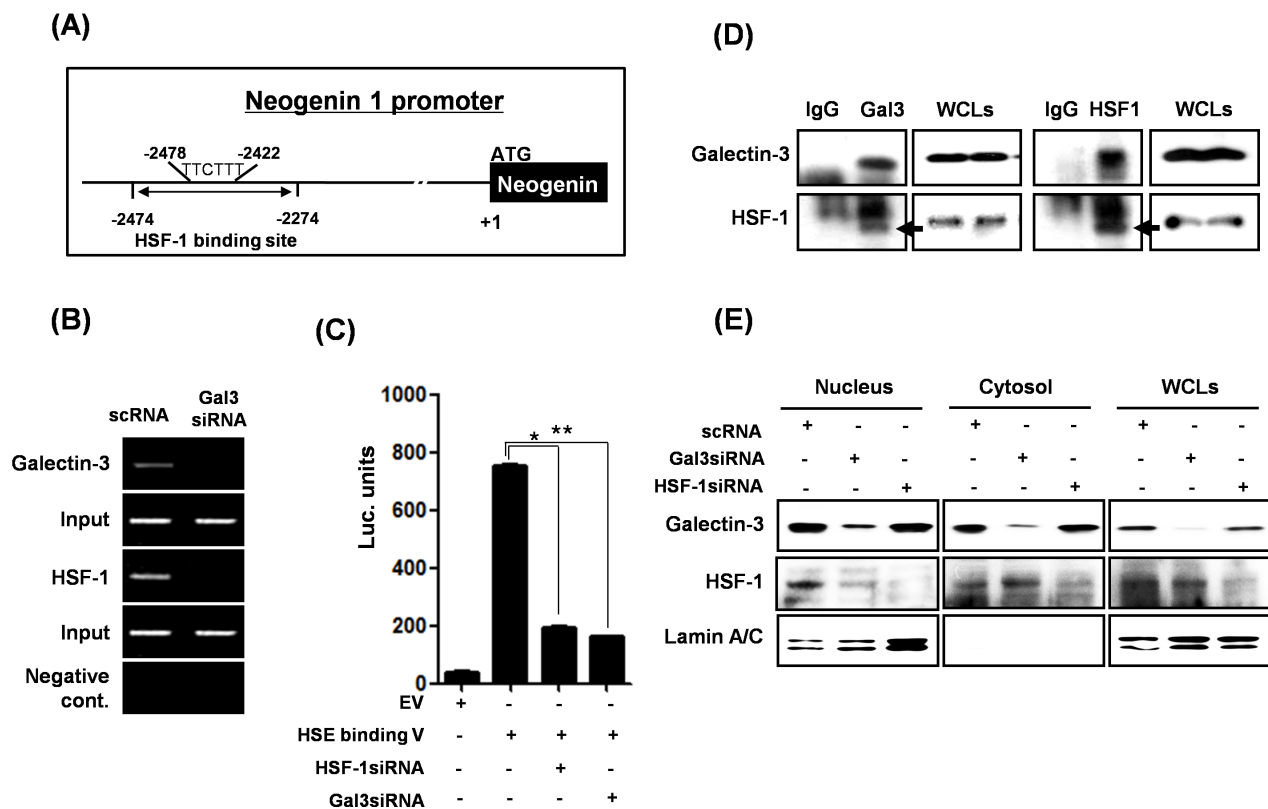 (A)
Neogenin 1 promoter
-2478 -2422
TTCTTT
ATG
Neogenin
-2474 -2274 +1
HSF-1 binding site
(B)
scRNA Gal3 siRNA
Galectin-3
Input
HSF-1
Input
Negative cont.
(C)
Luc. units
1000
800
600
400
200
0
* **
EV + - - -
HSE binding V - + + +
HSF-1siRNA - - + -
Gal3siRNA - - - +
(D)
IgG Gal3 WCLs IgG HSF1 WCLs
Galectin-3
HSF-1
(E)
Nucleus Cytosol WCLs
scRNA + - - + - - + - -
Gal3siRNA - + - - + - - + -
HSF-1siRNA - - + - - + - - +
Galectin-3
HSF-1
Lamin A/C